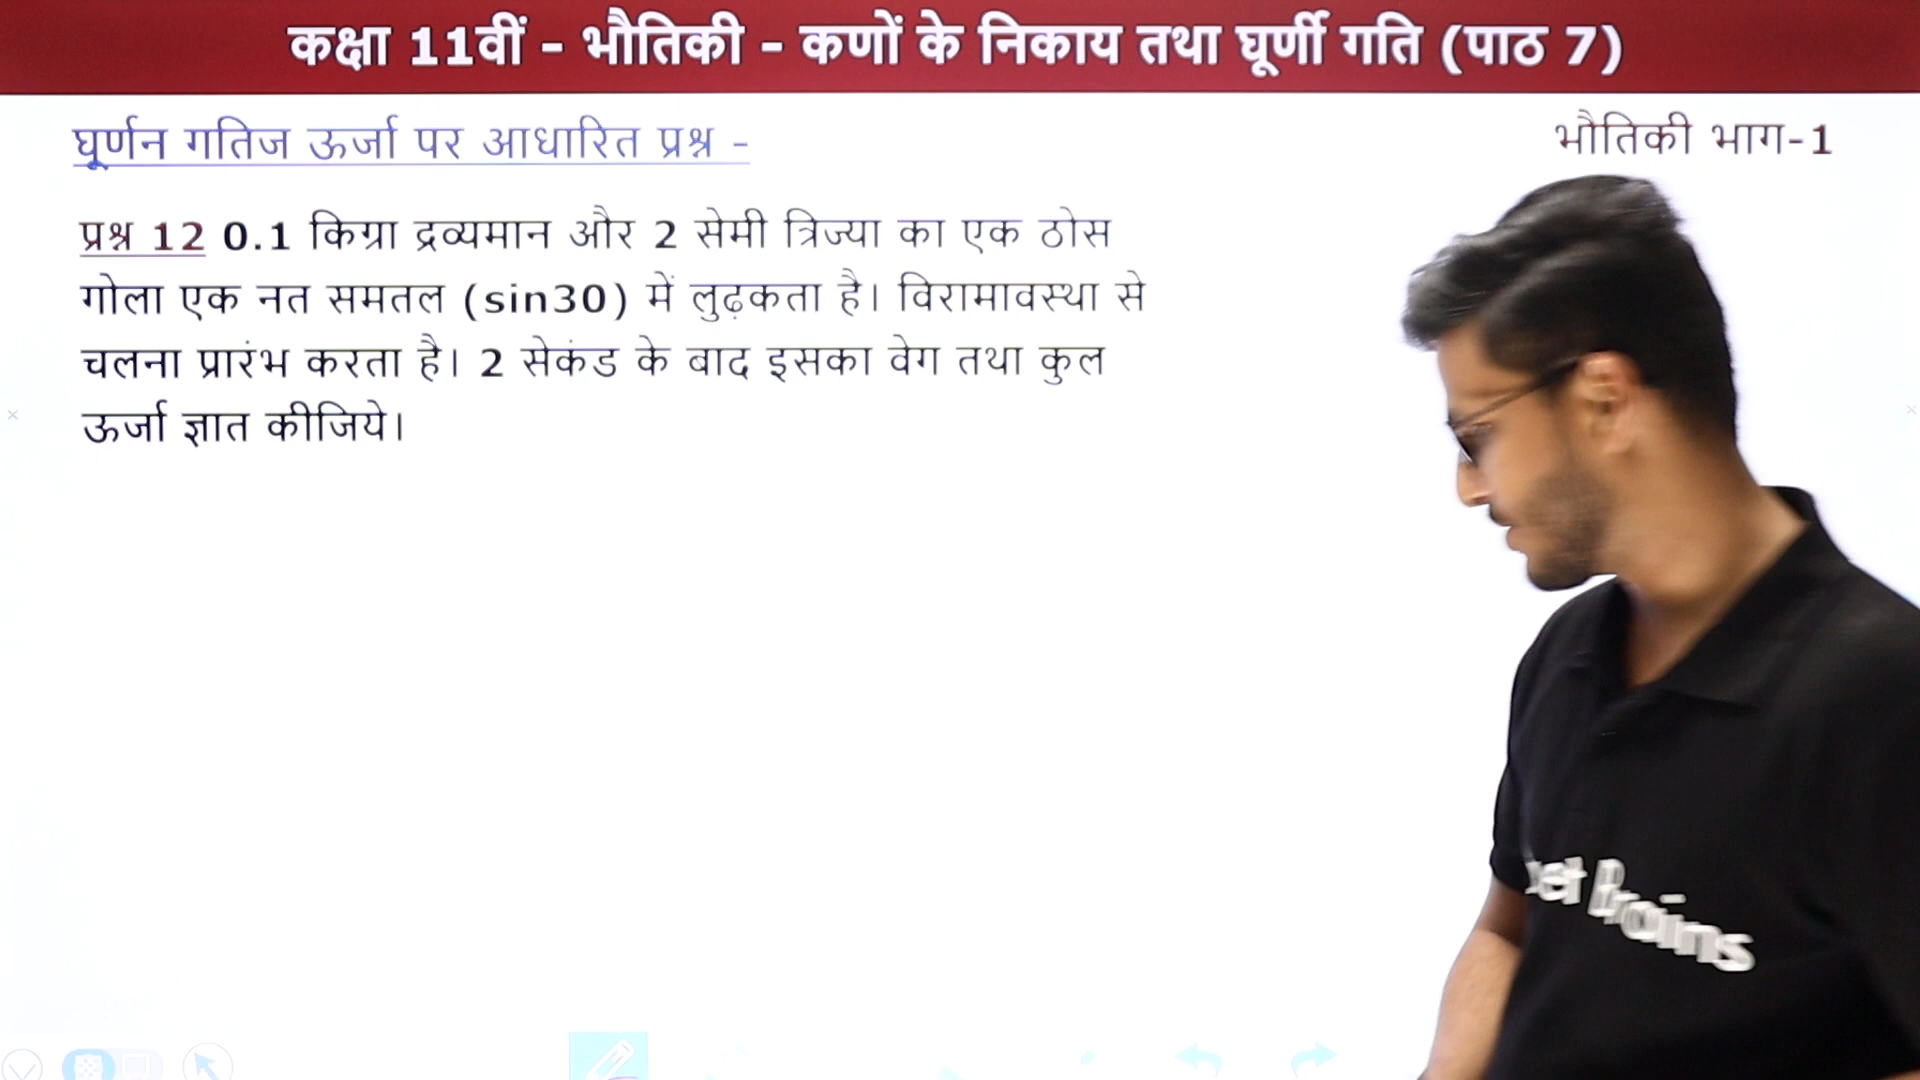 कक्षा 11वीं - भौतिकी - कणों के निकाय तथा घूर्णी गति (पाठ 7)
घूर्णन गतिज ऊर्जा पर आधारित प्रश्न -
भौतिकी भाग-1
प्रश्न 12 0.1 किग्रा द्रव्यमान और 2 सेमी त्रिज्या का एक ठोस
गोला एक नत समतल (sin30) में लुढ़कता है। विरामावस्था से
चलना प्रारंभ करता है। 2 सेकंड के बाद इसका वेग तथा कुल
ऊर्जा ज्ञात कीजिये।
Brains